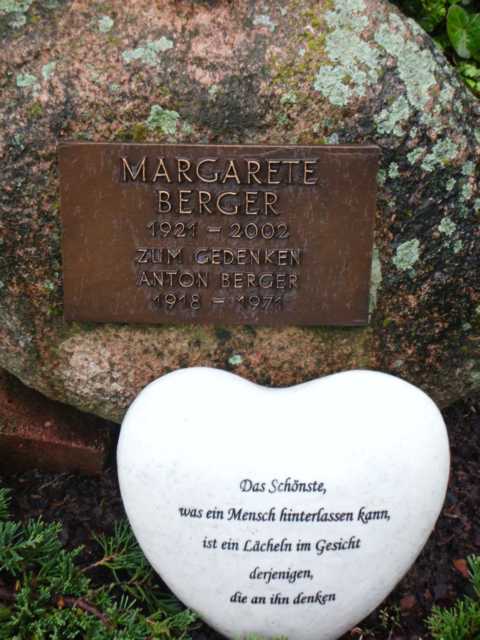 MARGARETE
BERGER
1921 – 2002
ZUM GEDENKEN
ANTON BERGER
1918 - 1971
Das Schönste,
was ein Mensch hinterlassen kann,
ist ein Lächeln im Gesicht
derjenigen,
die an ihn denken